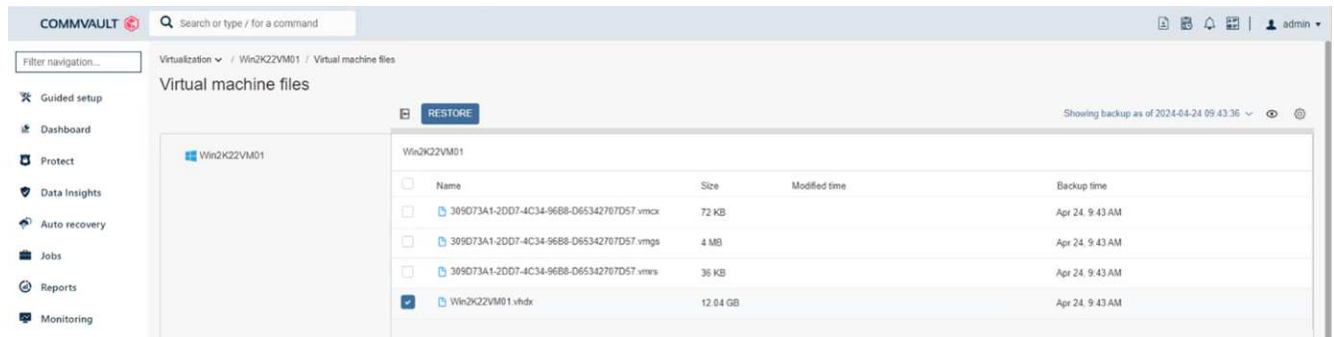 COMMVAULT
Search or type / for a command
admin
Filter navigation...
Guided setup
Dashboard
Protect
Data Insights
Auto recovery
Jobs
Reports
Monitoring
Virtualization / Win2K22VM01 / Virtual machine files
Virtual machine files
RESTORE
Showing backup as of 2024-04-24 09:43:36
Win2K22VM01
Win2K22VM01
Name Size Modified time Backup time
309D73A1-2DD7-4C34-96B8-D65342707D57.vmcx 72 KB Apr 24, 9:43 AM
309D73A1-2DD7-4C34-96B8-D65342707D57.vmgs 4 MB Apr 24, 9:43 AM
309D73A1-2DD7-4C34-96B8-D65342707D57.vmrs 36 KB Apr 24, 9:43 AM
Win2K22VM01.vhdx 12.04 GB Apr 24, 9:43 AM